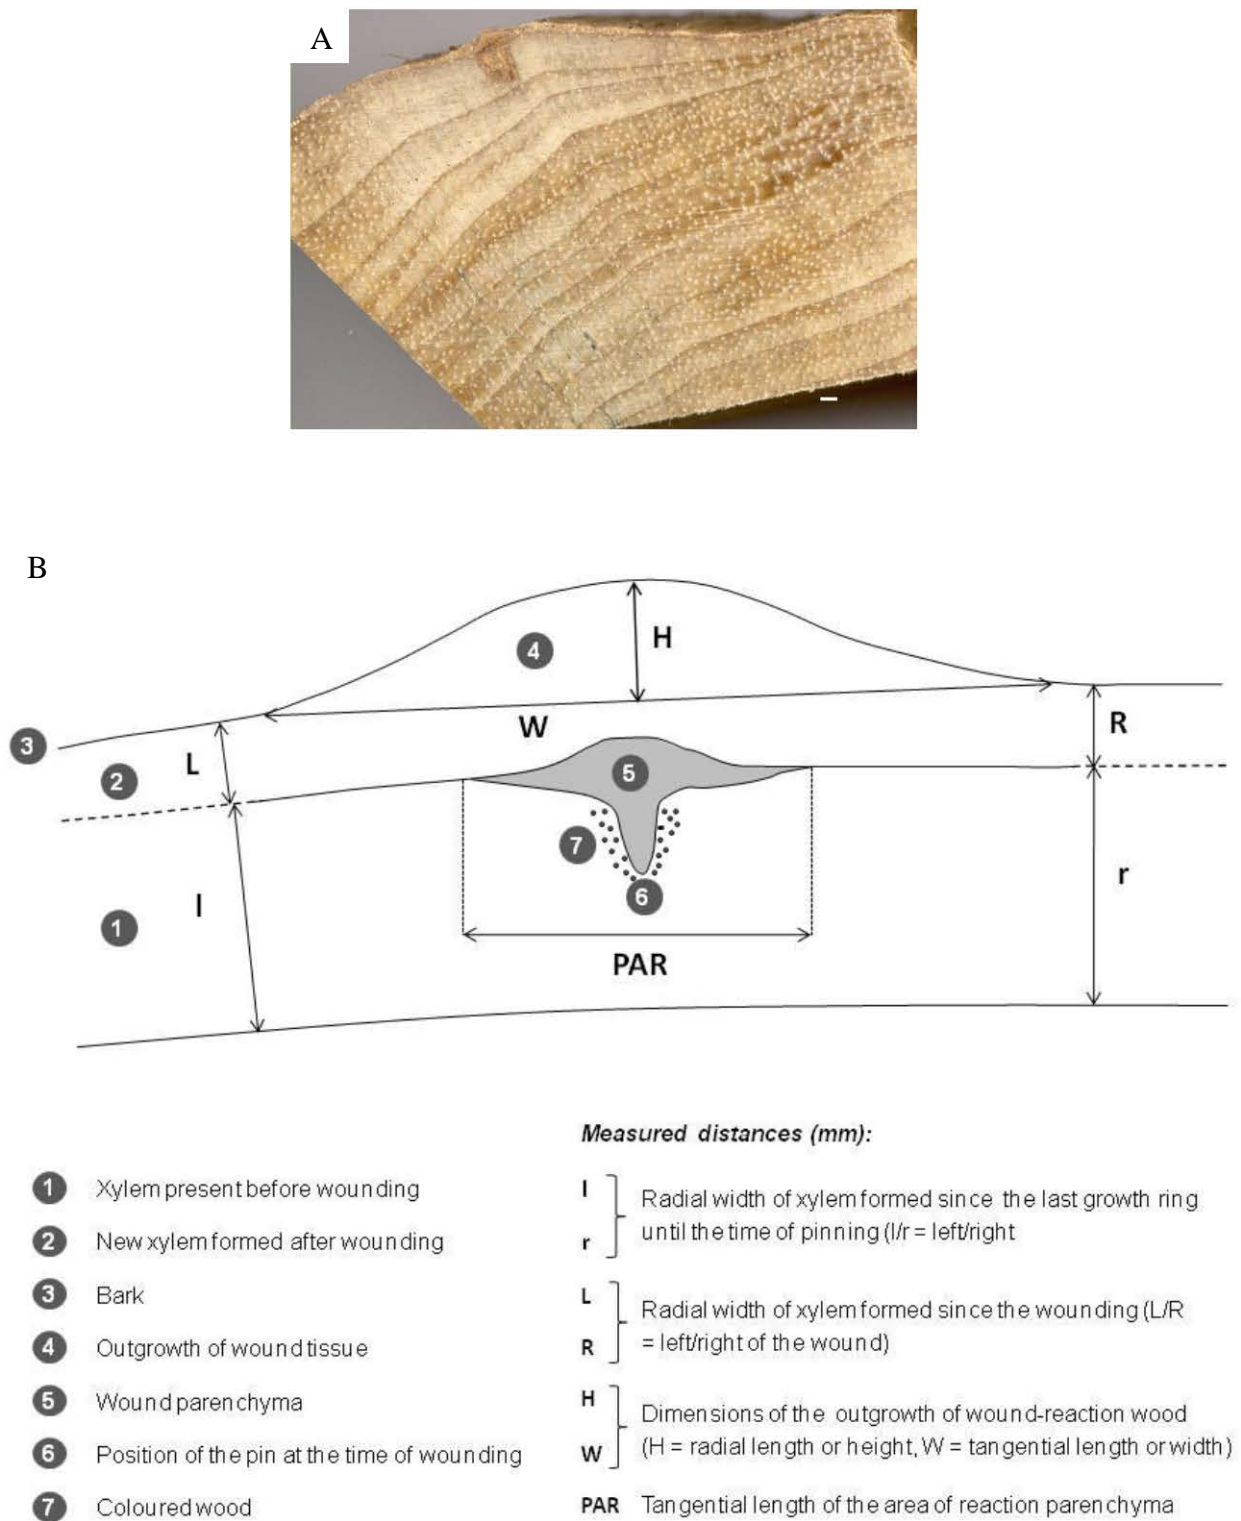 A
B
H
4
W
3
2
L
5
R
7
6
l
1
r
PAR
Measured distances (mm):
1 Xylem present before wounding
2 New xylem formed after wounding
3 Bark
4 Outgrowth of wound tissue
5 Wound parenchyma
6 Position of the pin at the time of wounding
7 Coloured wood
l
r
Radial width of xylem formed since the last growth ring
until the time of pinning (l/r = left/right
L
R
Radial width of xylem formed since the wounding (L/R
= left/right of the wound)
H
W
Dimensions of the outgrowth of wound-reaction wood
(H = radial length or height, W = tangential length or width)
PAR Tangential length of the area of reaction parenchyma